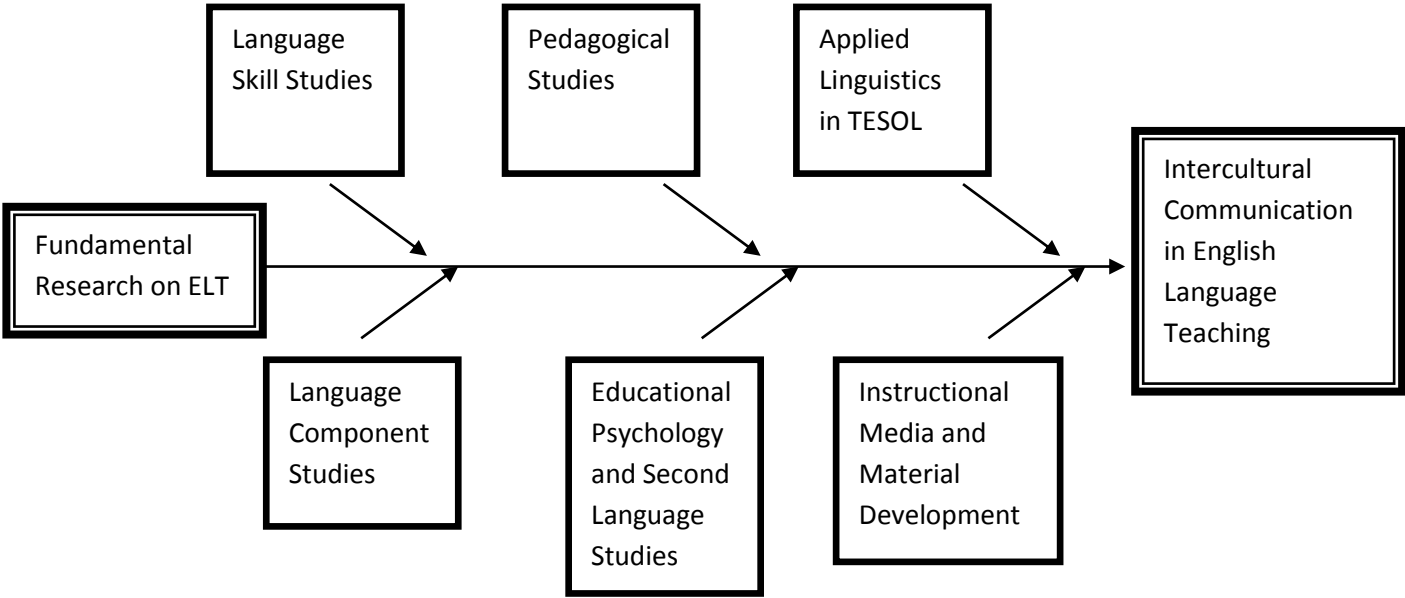 Language
Skill Studies
Pedagogical
Studies
Applied
Linguistics
in TESOL
Fundamental
Research on ELT
Intercultural
Communication
in English
Language
Teaching
Language
Component
Studies
Educational
Psychology
and Second
Language
Studies
Instructional
Media and
Material
Development